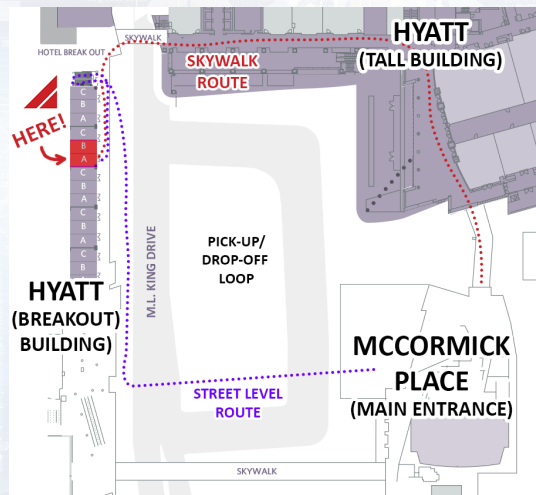 SKYWALK
HOTEL BREAK OUT
HYATT
(TALL BUILDING)
SKYWALK
ROUTE
HERE!
C
B
A
C
B
A
C
B
A
C
B
A
C
B
M.L. KING DRIVE
PICK-UP/
DROP-OFF
LOOP
HYATT
(BREAKOUT)
BUILDING)
MCCORMICK
PLACE
(MAIN ENTRANCE)
STREET LEVEL
ROUTE
SKYWALK